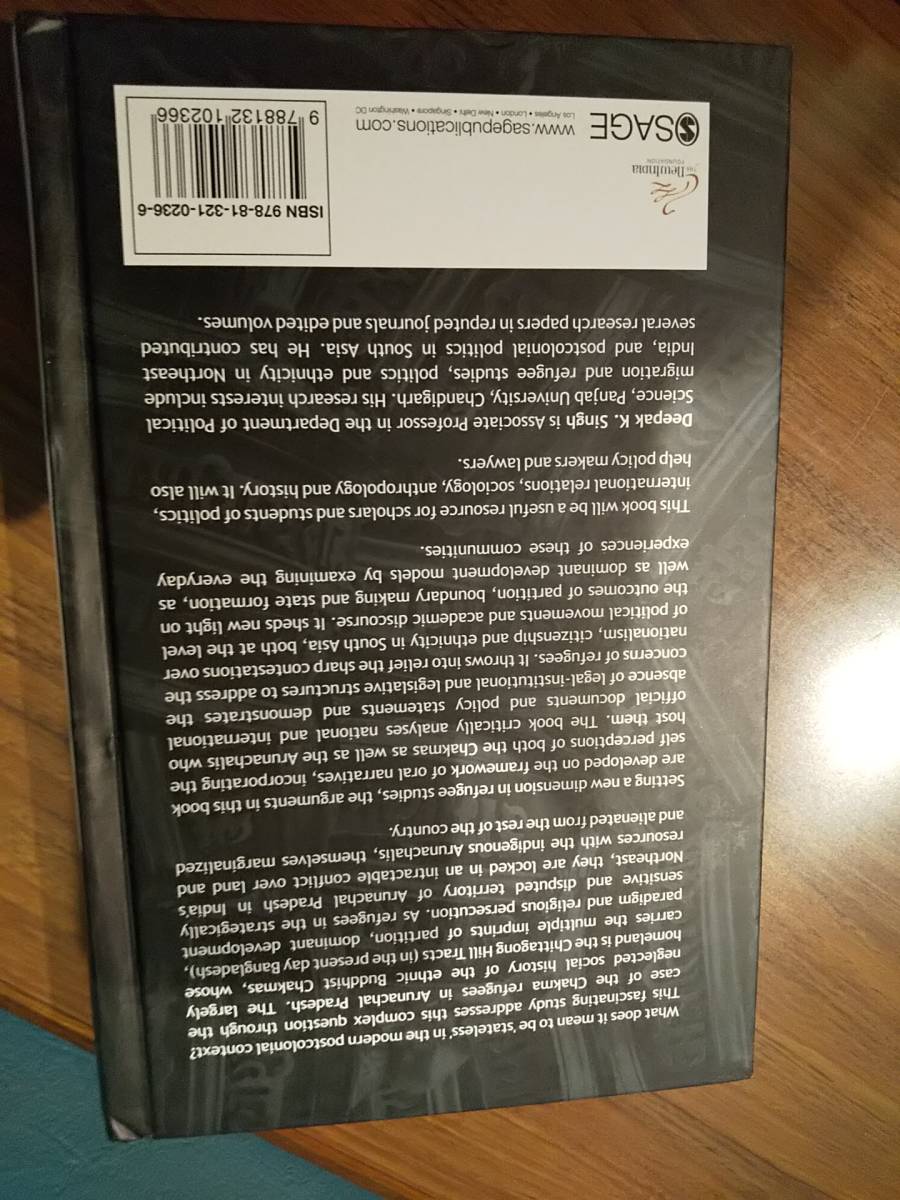 What does it mean to be 'stateless' in the modern postcolonial context?
This fascinating study addresses this complex question through the
case of the Chakma refugees in Arunachal Pradesh. The largely
neglected social history of the ethnic Buddhist Chakmas, whose
homeland is the Chittagong Hill Tracts (in the present day Bangladesh),
carries the multiple imprints of partition, dominant development
paradigm and religious persecution. As refugees in the strategically
sensitive and disputed territory of Arunachal Pradesh in India's
Northeast, they are locked in an intractable conflict over land and
resources with the indigenous Arunachalis, themselves marginalized
and alienated from the rest of the country.
Setting a new dimension in refugee studies, the arguments in this book
are developed on the framework of oral narratives, incorporating the
self perceptions of both the Chakmas as well as the Arunachalis who
host them. The book critically analyses national and international
official documents and policy statements and demonstrates the
absence of legal-institutional and legislative structures to address the
concerns of refugees. It throws into relief the sharp contestations over
nationalism, citizenship and ethnicity in South Asia, both at the level
of political movements and academic discourse. It sheds new light on
the outcomes of partition, boundary making and state formation, as
well as dominant development models by examining the everyday
experiences of these communities.
This book will be a useful resource for scholars and students of politics,
international relations, sociology, anthropology and history. It will also
help policy makers and lawyers.
Deepak K. Singh is Associate Professor in the Department of Political
Science, Panjab University, Chandigarh. His research interests include
migration and refugee studies, politics and ethnicity in Northeast
India, and postcolonial politics in South Asia. He has contributed
several research papers in reputed journals and edited volumes.
ISBN 978-81-321-0236-6
9 788132 102366
THE NEW INDIA
FOUNDATION
SAGE www.sagepublications.com
Los Angeles • London • New Delhi • Singapore • Washington DC